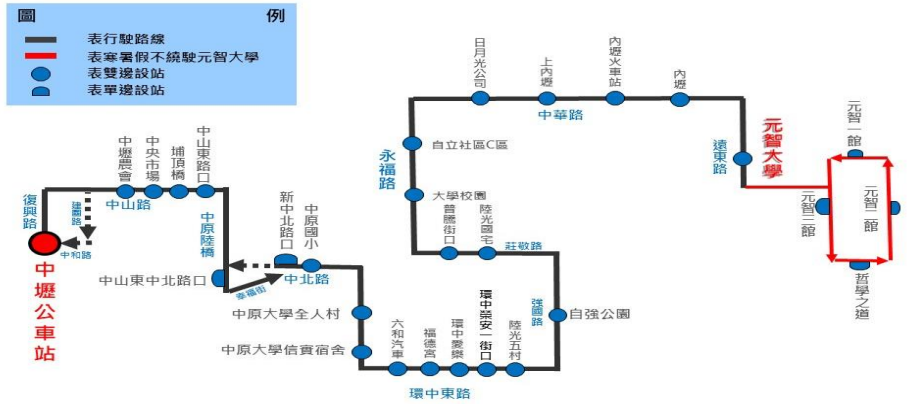 圖 例
表行駛路線
表寒暑假不繞駛元智大學
表雙邊設站
表單邊設站
復興路
中壢公車站
建國路
中和路
中壢農會
中央市場
埔頂橋
中山東路口
中山路
中原陸橋
中山東中北路口
幸福街
新中北路口
中原國小
中北路
中原大學全人村
中原大學信實宿舍
六和汽車
福德宮
環中愛樂
環中榮安一街口
陸光五村
環中東路
自強公園
強國路
莊敬路
陸光國宅
普騰街口
大學校園
自立社區C區
永福路
日月光公司
上內壢
內壢火車站
內壢
中華路
遠東路
元智大學
元智一館
元智二館
元智三館
哲學之道